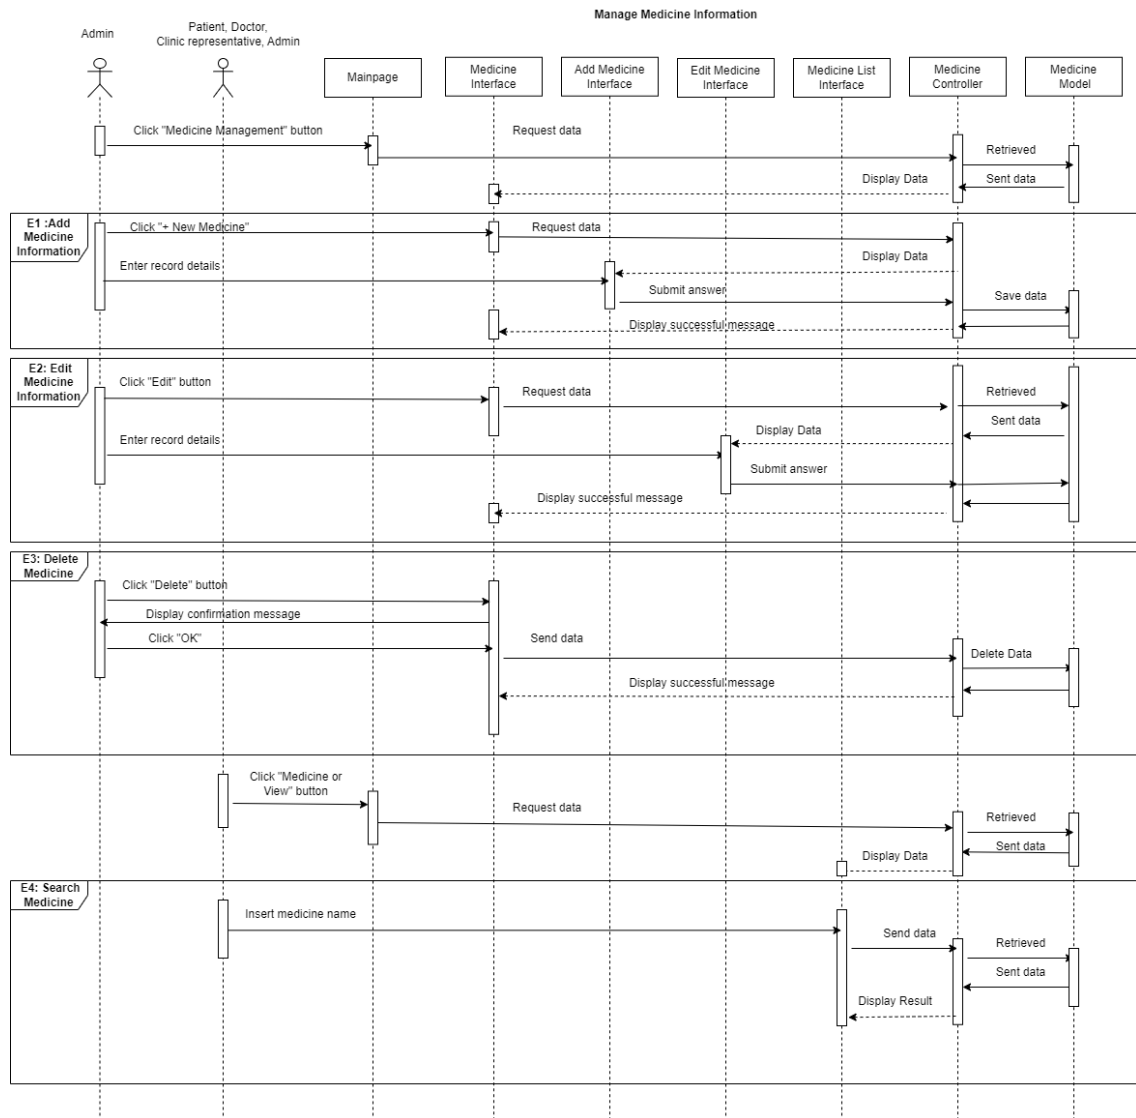 Manage Medicine Information
Admin
Patient, Doctor,
Clinic representative, Admin
Mainpage
Medicine
Interface
Add Medicine
Interface
Edit Medicine
Interface
Medicine List
Interface
Medicine
Controller
Medicine
Model
Click "Medicine Management" button
Request data
Retrieved
Display Data
Sent data
E1 :Add
Medicine
Information
Click "+ New Medicine"
Request data
Display Data
Enter record details
Submit answer
Save data
Display successful message
E2: Edit
Medicine
Information
Click "Edit" button
Request data
Retrieved
Sent data
Display Data
Enter record details
Submit answer
Display successful message
E3: Delete
Medicine
Click "Delete" button
Display confirmation message
Click "OK"
Send data
Delete Data
Display successful message
Click "Medicine or
View" button
Request data
Retrieved
Sent data
Display Data
E4: Search
Medicine
Insert medicine name
Send data
Retrieved
Sent data
Display Result